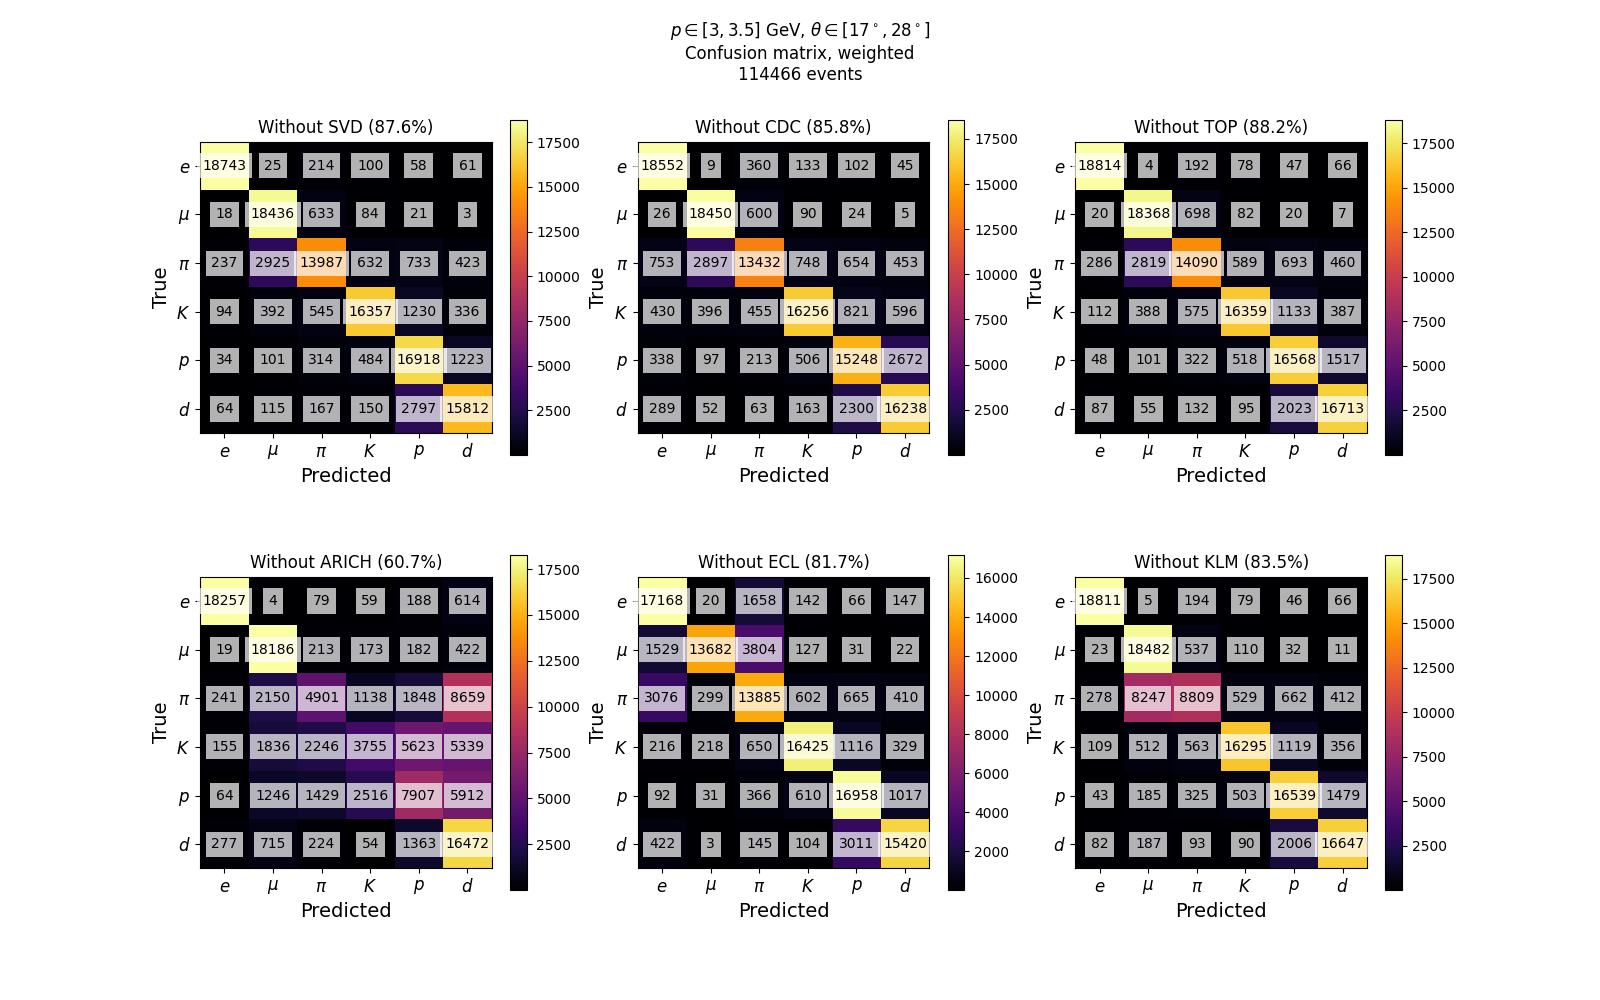 p ∈ [3, 3.5] GeV, θ ∈ [17°, 28°]
Confusion matrix, weighted
114466 events
Without SVD (87.6%)
True
e 18743 25 214 100 58 61
μ 18 18436 633 84 21 3
π 237 2925 13987 632 733 423
K 94 392 545 16357 1230 336
p 34 101 314 484 16918 1223
d 64 115 167 150 2797 15812
e μ π K p d
Predicted
17500
15000
12500
10000
7500
5000
2500
Without CDC (85.8%)
True
e 18552 9 360 133 102 45
μ 26 18450 600 90 24 5
π 753 2897 13432 748 654 453
K 430 396 455 16256 821 596
p 338 97 213 506 15248 2672
d 289 52 63 163 2300 16238
e μ π K p d
Predicted
17500
15000
12500
10000
7500
5000
2500
Without TOP (88.2%)
True
e 18814 4 192 78 47 66
μ 20 18368 698 82 20 7
π 286 2819 14090 589 693 460
K 112 388 575 16359 1133 387
p 48 101 322 518 16568 1517
d 87 55 132 95 2023 16713
e μ π K p d
Predicted
17500
15000
12500
10000
7500
5000
2500
Without ARICH (60.7%)
True
e 18257 4 79 59 188 614
μ 19 18186 213 173 182 422
π 241 2150 4901 1138 1848 8659
K 155 1836 2246 3755 5623 5339
p 64 1246 1429 2516 7907 5912
d 277 715 224 54 1363 16472
e μ π K p d
Predicted
17500
15000
12500
10000
7500
5000
2500
Without ECL (81.7%)
True
e 17168 20 1658 142 66 147
μ 1529 13682 3804 127 31 22
π 3076 299 13885 602 665 410
K 216 218 650 16425 1116 329
p 92 31 366 610 16958 1017
d 422 3 145 104 3011 15420
e μ π K p d
Predicted
16000
14000
12000
10000
8000
6000
4000
2000
Without KLM (83.5%)
True
e 18811 5 194 79 46 66
μ 23 18482 537 110 32 11
π 278 8247 8809 529 662 412
K 109 512 563 16295 1119 356
p 43 185 325 503 16539 1479
d 82 187 93 90 2006 16647
e μ π K p d
Predicted
17500
15000
12500
10000
7500
5000
2500